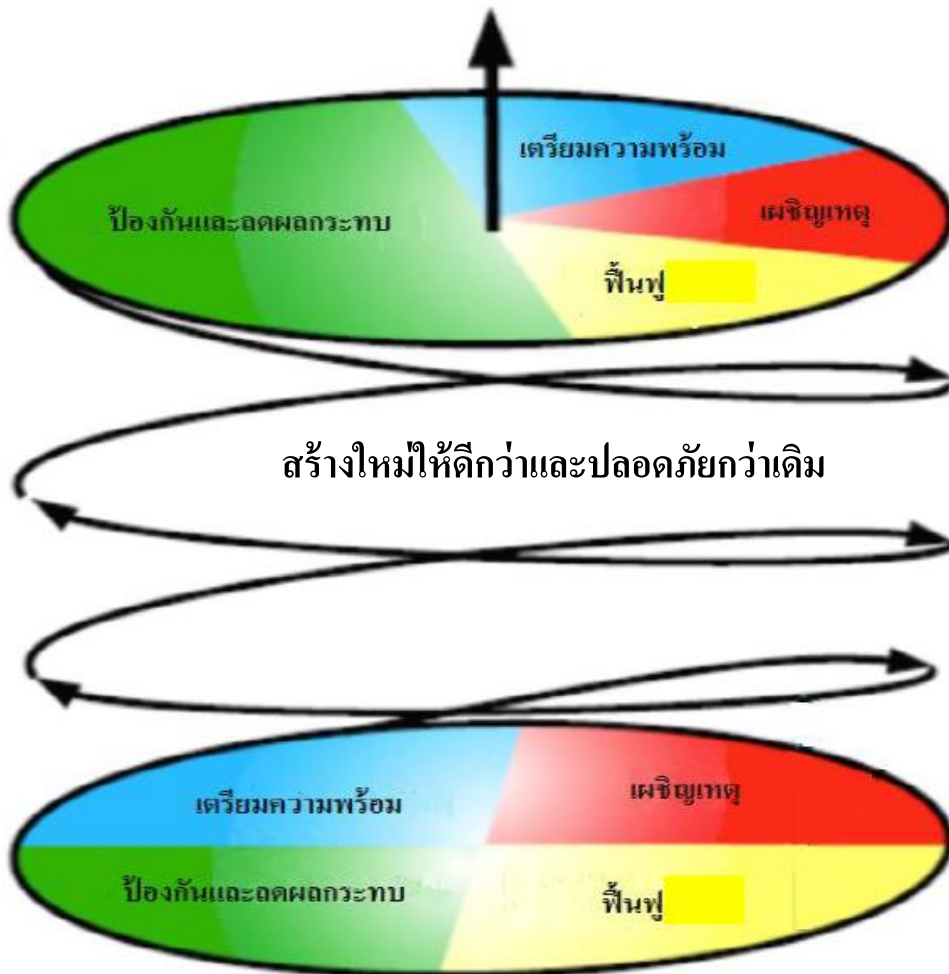 เตรียมความพร้อม
ป้องกันและลดผลกระทบ
เผชิญเหตุ
ฟื้นฟู
สร้างใหม่ให้ดีกว่าและปลอดภัยกว่าเดิม
เตรียมความพร้อม
เผชิญเหตุ
ป้องกันและลดผลกระทบ
ฟื้นฟู